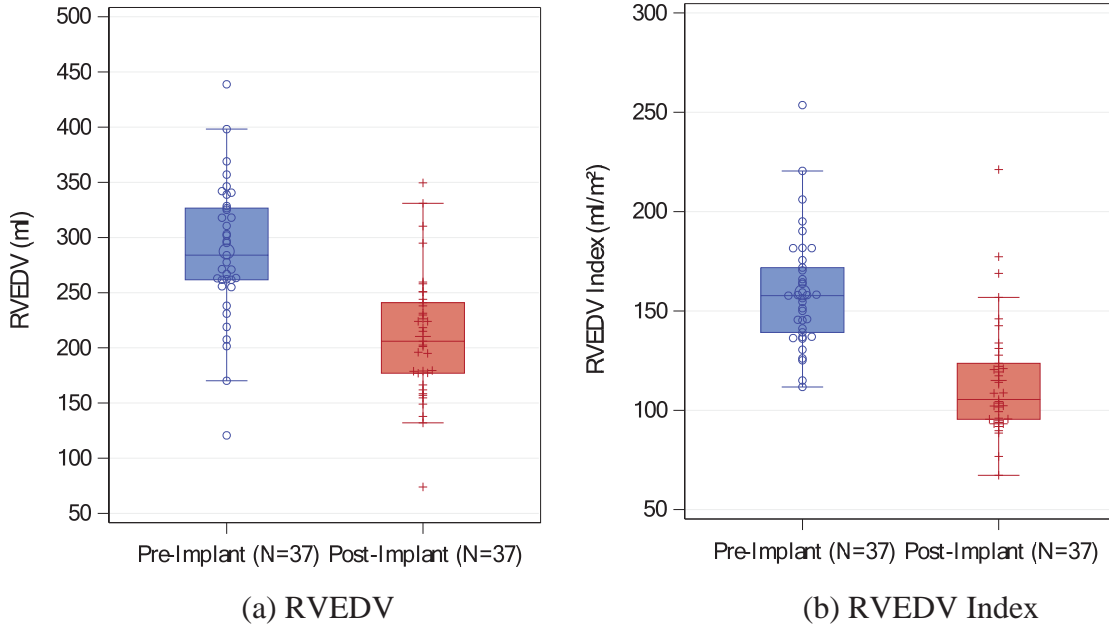 500
450
400
350
300
250
200
150
100
50
RVEDV (ml)
Pre-Implant (N=37) Post-Implant (N=37)
(a) RVEDV
300
250
200
150
100
50
RVEDV Index (ml/m²)
Pre-Implant (N=37) Post-Implant (N=37)
(b) RVEDV Index